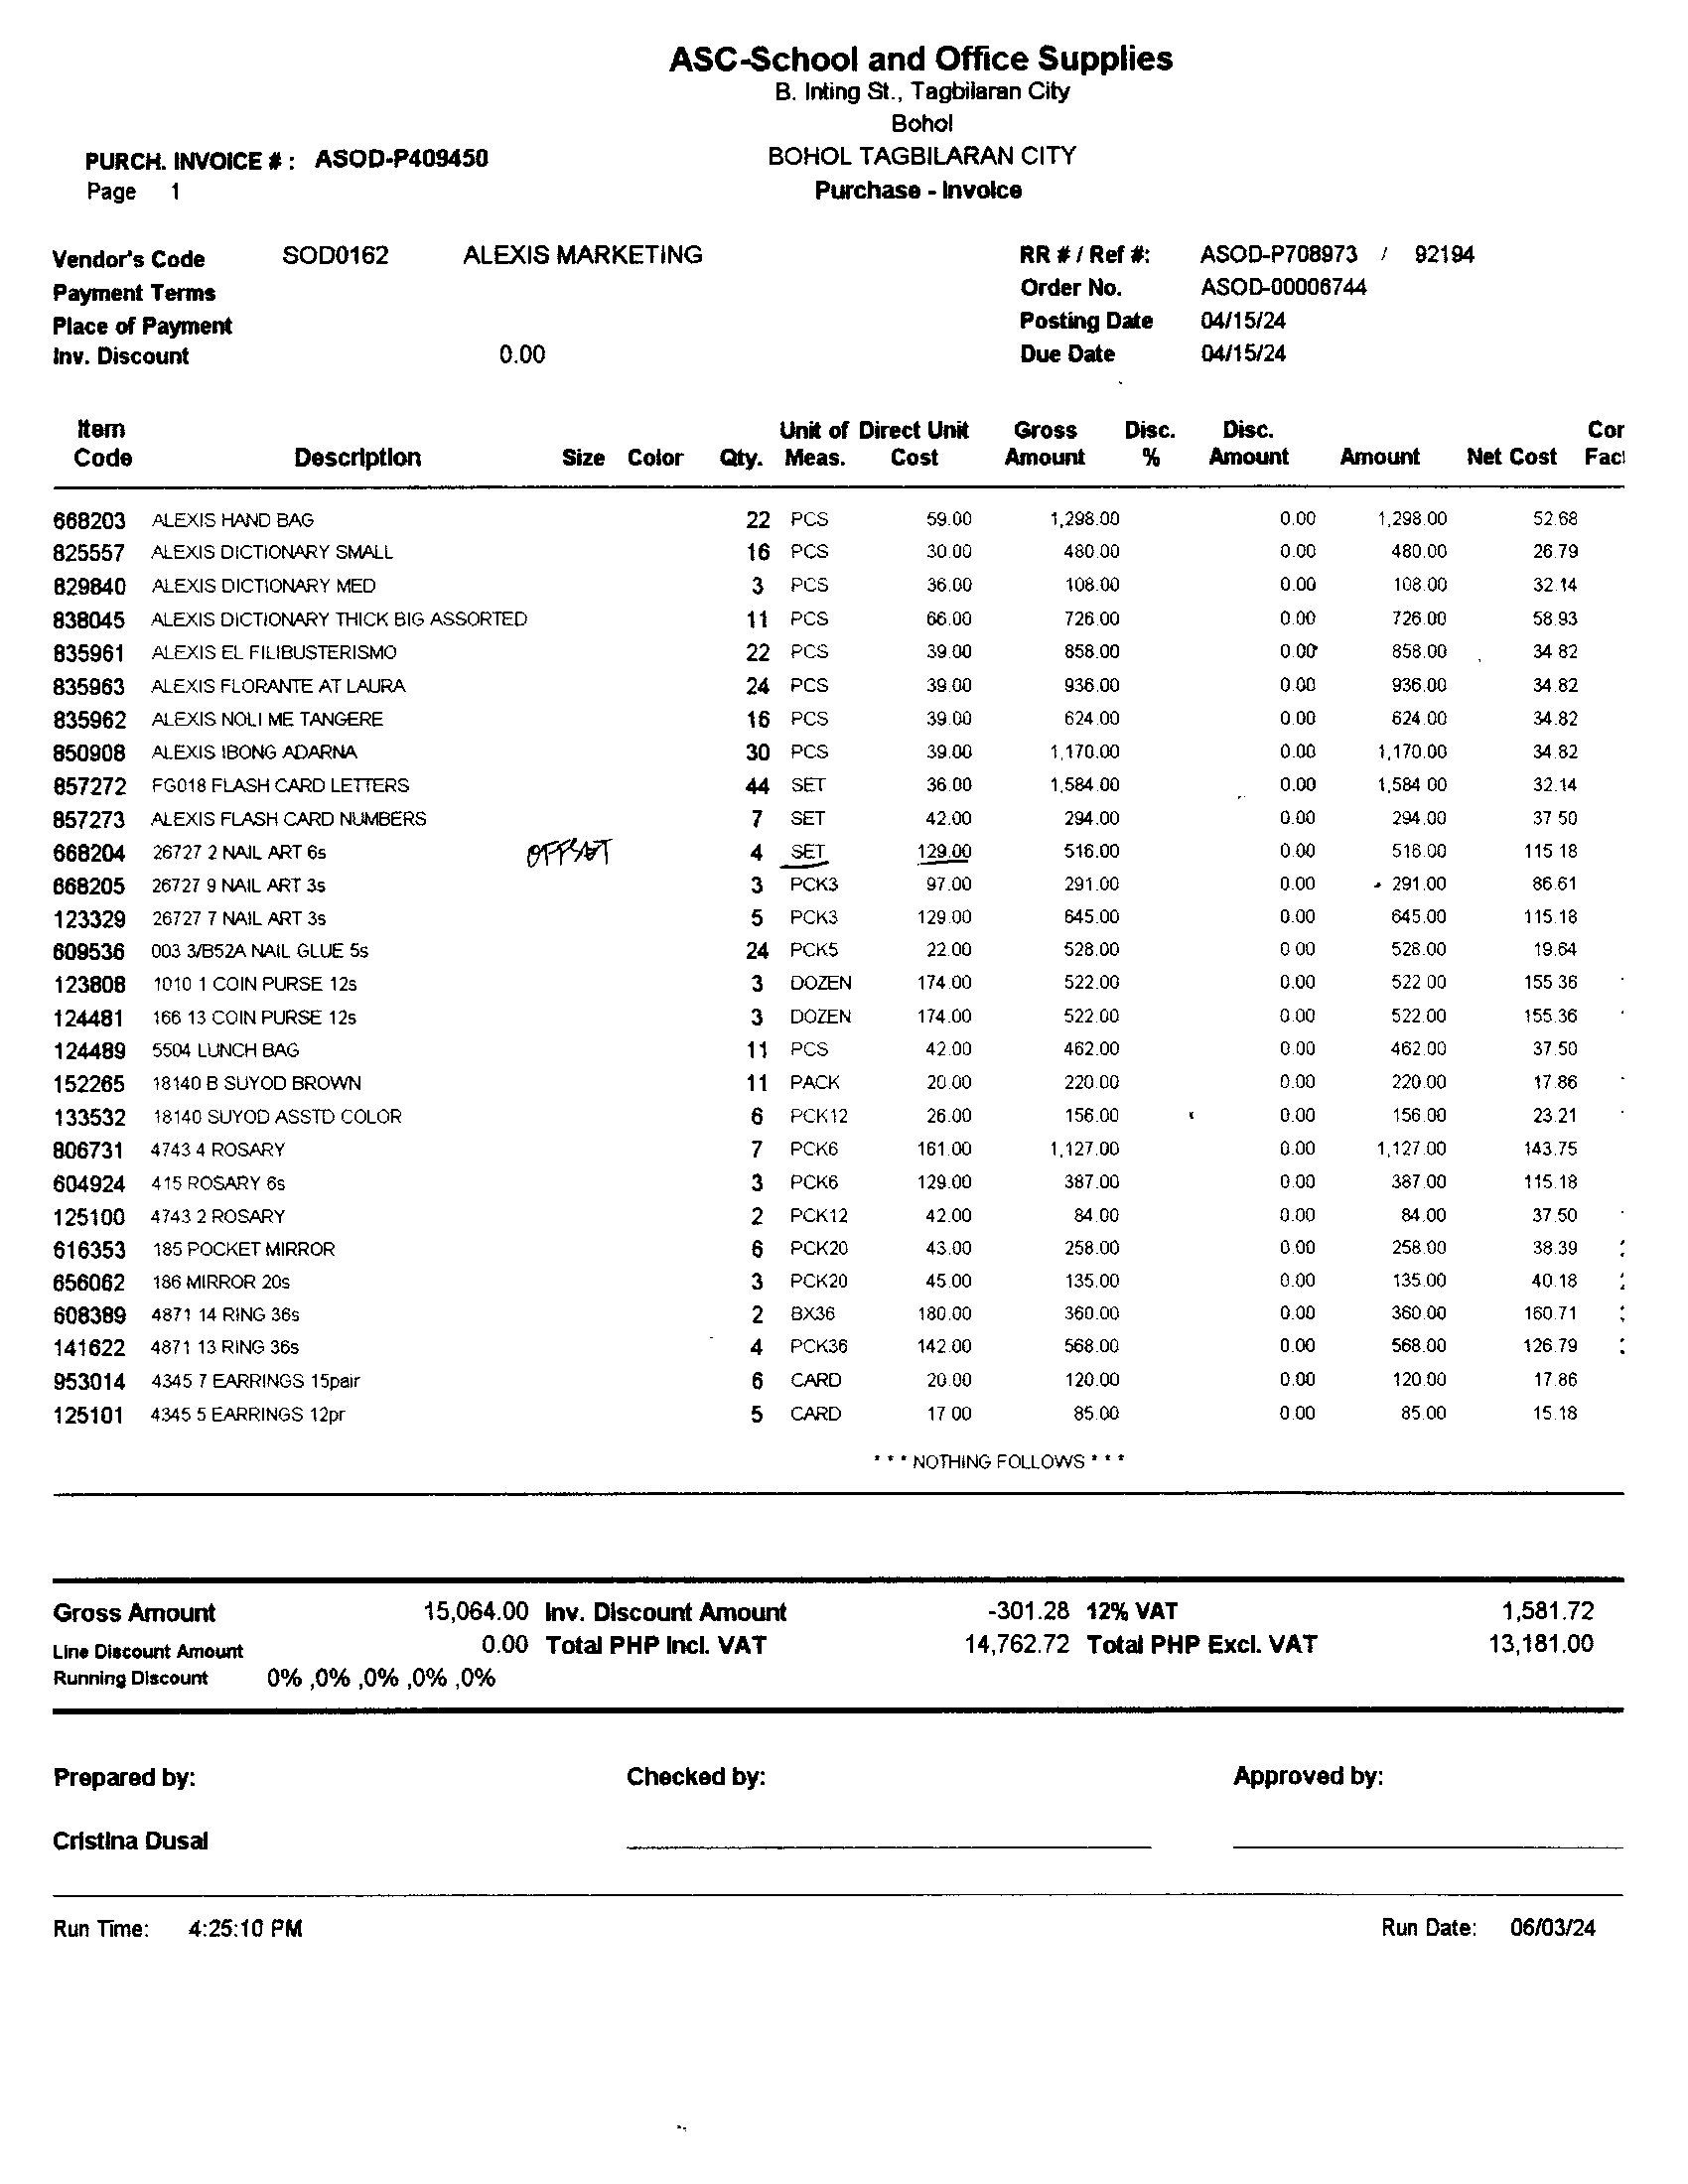 ASC-School and Office Supplies
B. Inting St., Tagbilaran City
Bohol
PURCH. INVOICE # : ASOD-P409450 BOHOL TAGBILARAN CITY
Page 1 Purchase - Invoice
Vendor's Code SOD0162 ALEXIS MARKETING RR # / Ref #: ASOD-P708973 / 92194
Payment Terms Order No. ASOD-00006744
Place of Payment Posting Date 04/15/24
Inv. Discount 0.00 Due Date 04/15/24
Item Unit of Direct Unit Gross Disc. Disc. Cor
Code Description Size Color Qty. Meas. Cost Amount % Amount Amount Net Cost Fact
668203 ALEXIS HAND BAG 22 PCS 59.00 1,298.00 0.00 1,298.00 52.68
825557 ALEXIS DICTIONARY SMALL 16 PCS 30.00 480.00 0.00 480.00 26.79
829840 ALEXIS DICTIONARY MED 3 PCS 36.00 108.00 0.00 108.00 32.14
838045 ALEXIS DICTIONARY THICK BIG ASSORTED 11 PCS 66.00 726.00 0.00 726.00 58.93
835961 ALEXIS EL FILIBUSTERISMO 22 PCS 39.00 858.00 0.00 858.00 34.82
835963 ALEXIS FLORANTE AT LAURA 24 PCS 39.00 936.00 0.00 936.00 34.82
835962 ALEXIS NOLI ME TANGERE 16 PCS 39.00 624.00 0.00 624.00 34.82
850908 ALEXIS IBONG ADARNA 30 PCS 39.00 1,170.00 0.00 1,170.00 34.82
857272 FG018 FLASH CARD LETTERS 44 SET 36.00 1,584.00 0.00 1,584.00 32.14
857273 ALEXIS FLASH CARD NUMBERS 7 SET 42.00 294.00 0.00 294.00 37.50
668204 26727 2 NAIL ART 6s OFFSET 4 SET 129.00 516.00 0.00 516.00 115.18
668205 26727 9 NAIL ART 3s 3 PCK3 97.00 291.00 0.00 291.00 86.61
123329 26727 7 NAIL ART 3s 5 PCK3 129.00 645.00 0.00 645.00 115.18
609536 003 3/B52A NAIL GLUE 5s 24 PCK5 22.00 528.00 0.00 528.00 19.64
123808 1010 1 COIN PURSE 12s 3 DOZEN 174.00 522.00 0.00 522.00 155.36
124481 166 13 COIN PURSE 12s 3 DOZEN 174.00 522.00 0.00 522.00 155.36
124489 5504 LUNCH BAG 11 PCS 42.00 462.00 0.00 462.00 37.50
152265 18140 B SUYOD BROWN 11 PACK 20.00 220.00 0.00 220.00 17.86
133532 18140 SUYOD ASSTD COLOR 6 PCK12 26.00 156.00 0.00 156.00 23.21
806731 4743 4 ROSARY 7 PCK6 161.00 1,127.00 0.00 1,127.00 143.75
604924 415 ROSARY 6s 3 PCK6 129.00 387.00 0.00 387.00 115.18
125100 4743 2 ROSARY 2 PCK12 42.00 84.00 0.00 84.00 37.50
616353 185 POCKET MIRROR 6 PCK20 43.00 258.00 0.00 258.00 38.39
656062 186 MIRROR 20s 3 PCK20 45.00 135.00 0.00 135.00 40.18
608389 4871 14 RING 36s 2 BX36 180.00 360.00 0.00 360.00 160.71
141622 4871 13 RING 36s 4 PCK36 142.00 568.00 0.00 568.00 126.79
953014 4345 7 EARRINGS 15pair 6 CARD 20.00 120.00 0.00 120.00 17.86
125101 4345 5 EARRINGS 12pr 5 CARD 17.00 85.00 0.00 85.00 15.18
* * * NOTHING FOLLOWS * * *
Gross Amount 15,064.00 Inv. Discount Amount -301.28 12% VAT 1,581.72
Line Discount Amount 0.00 Total PHP Incl. VAT 14,762.72 Total PHP Excl. VAT 13,181.00
Running Discount 0% ,0% ,0% ,0% ,0%
Prepared by: Checked by: Approved by:
Cristina Dusal
Run Time: 4:25:10 PM Run Date: 06/03/24